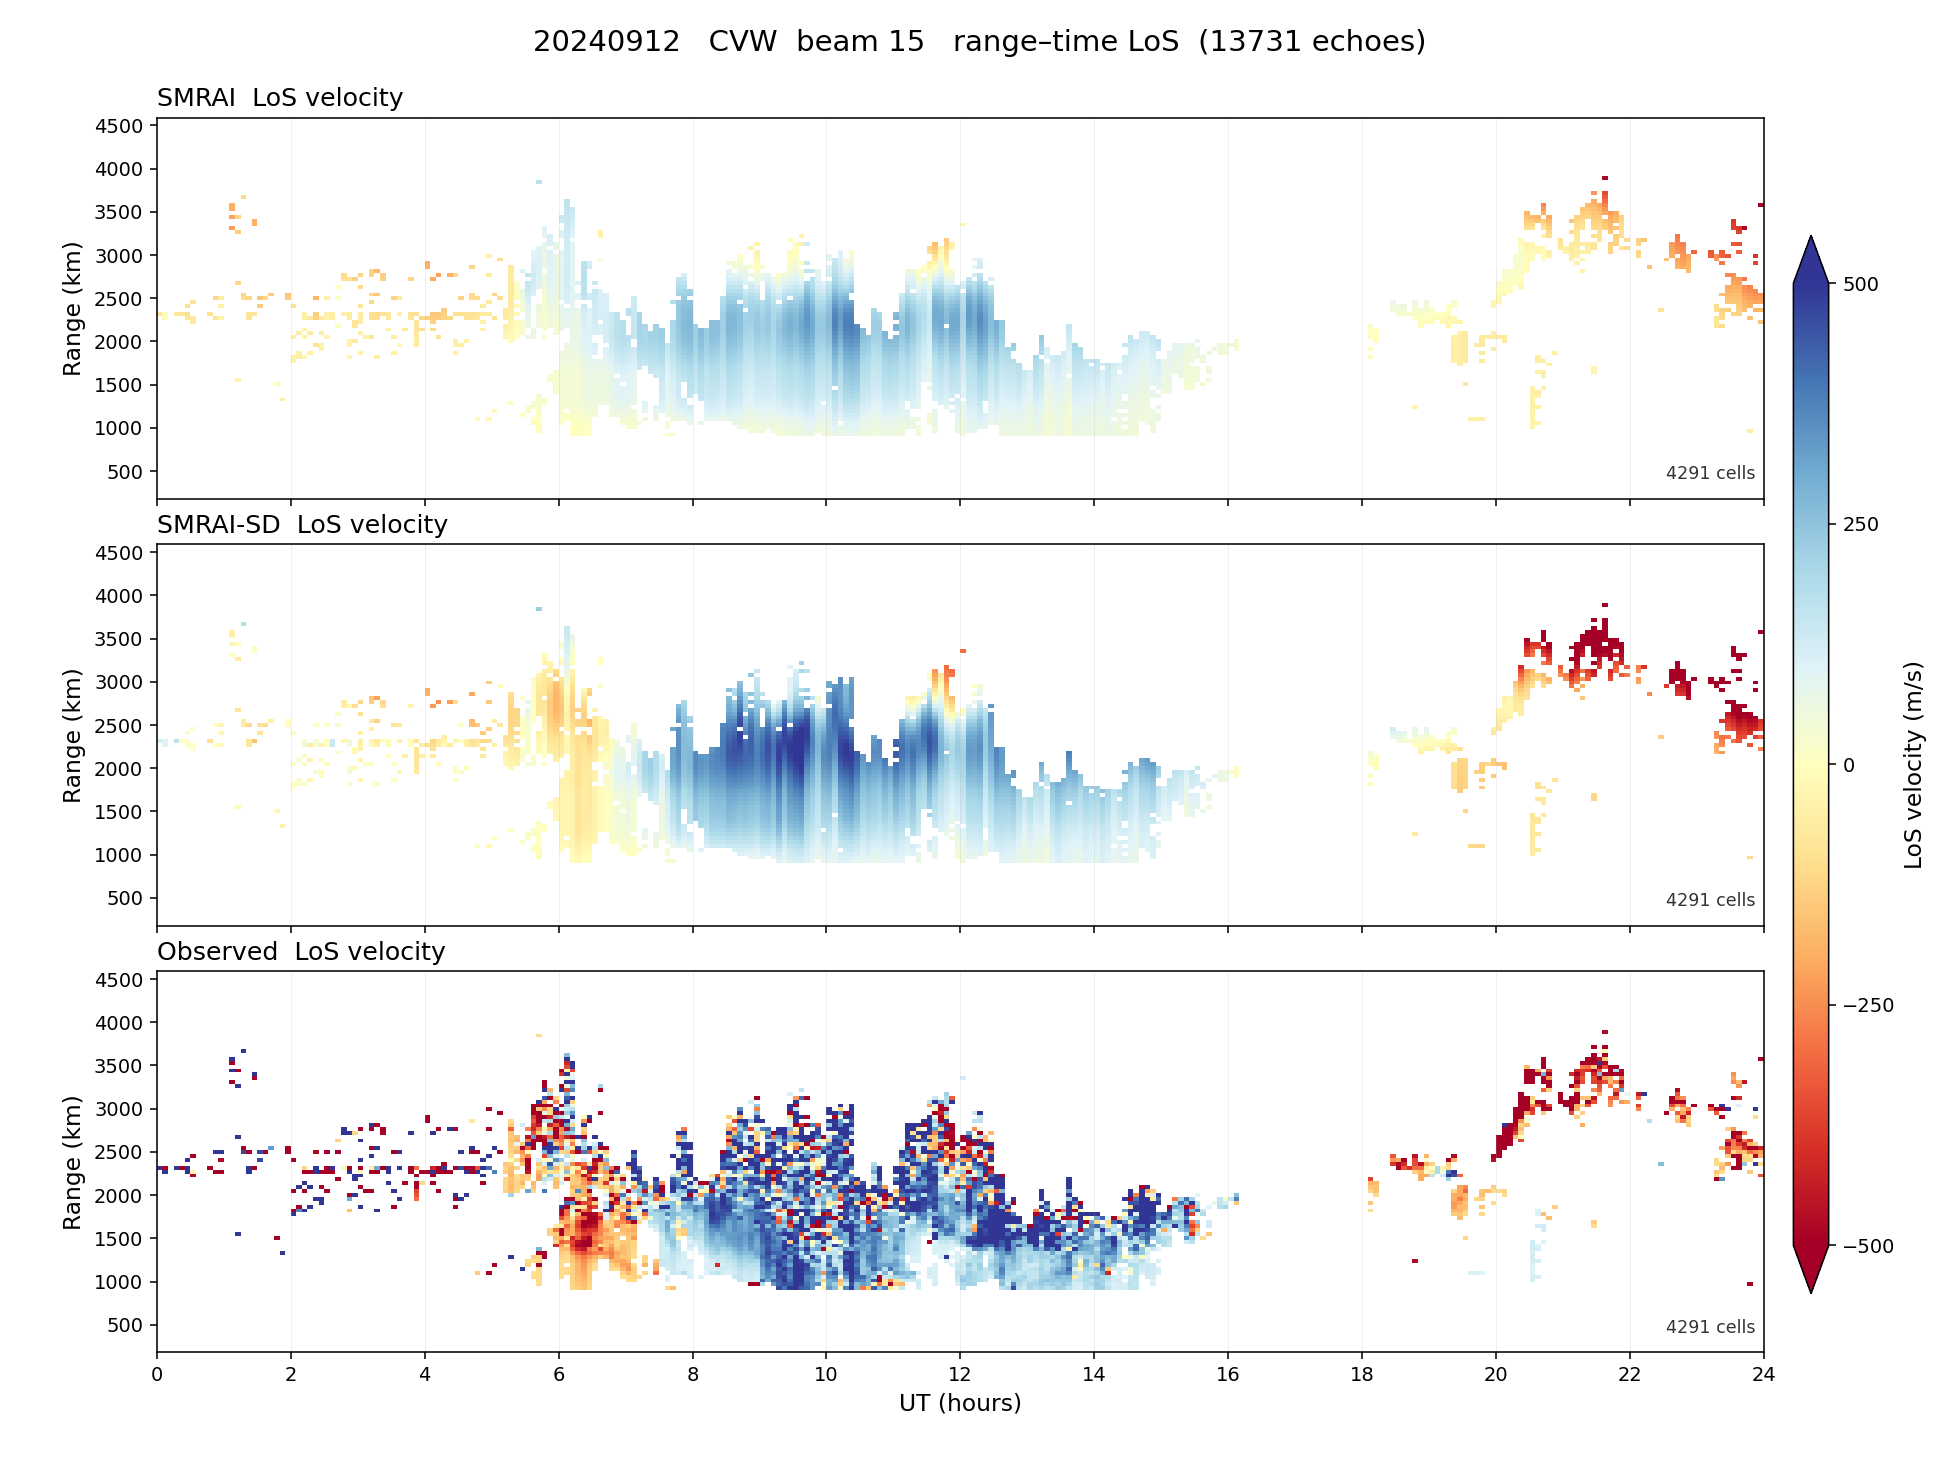 20240912   CVW  beam 15   range–time LoS  (13731 echoes)
SMRAI  LoS velocity
4500
4000
3500
3000
2500
2000
1500
1000
500
Range (km)
4291 cells
SMRAI-SD  LoS velocity
4500
4000
3500
3000
2500
2000
1500
1000
500
Range (km)
4291 cells
Observed  LoS velocity
4500
4000
3500
3000
2500
2000
1500
1000
500
Range (km)
4291 cells
0 2 4 6 8 10 12 14 16 18 20 22 24
UT (hours)
500
250
0
−250
−500
LoS velocity (m/s)